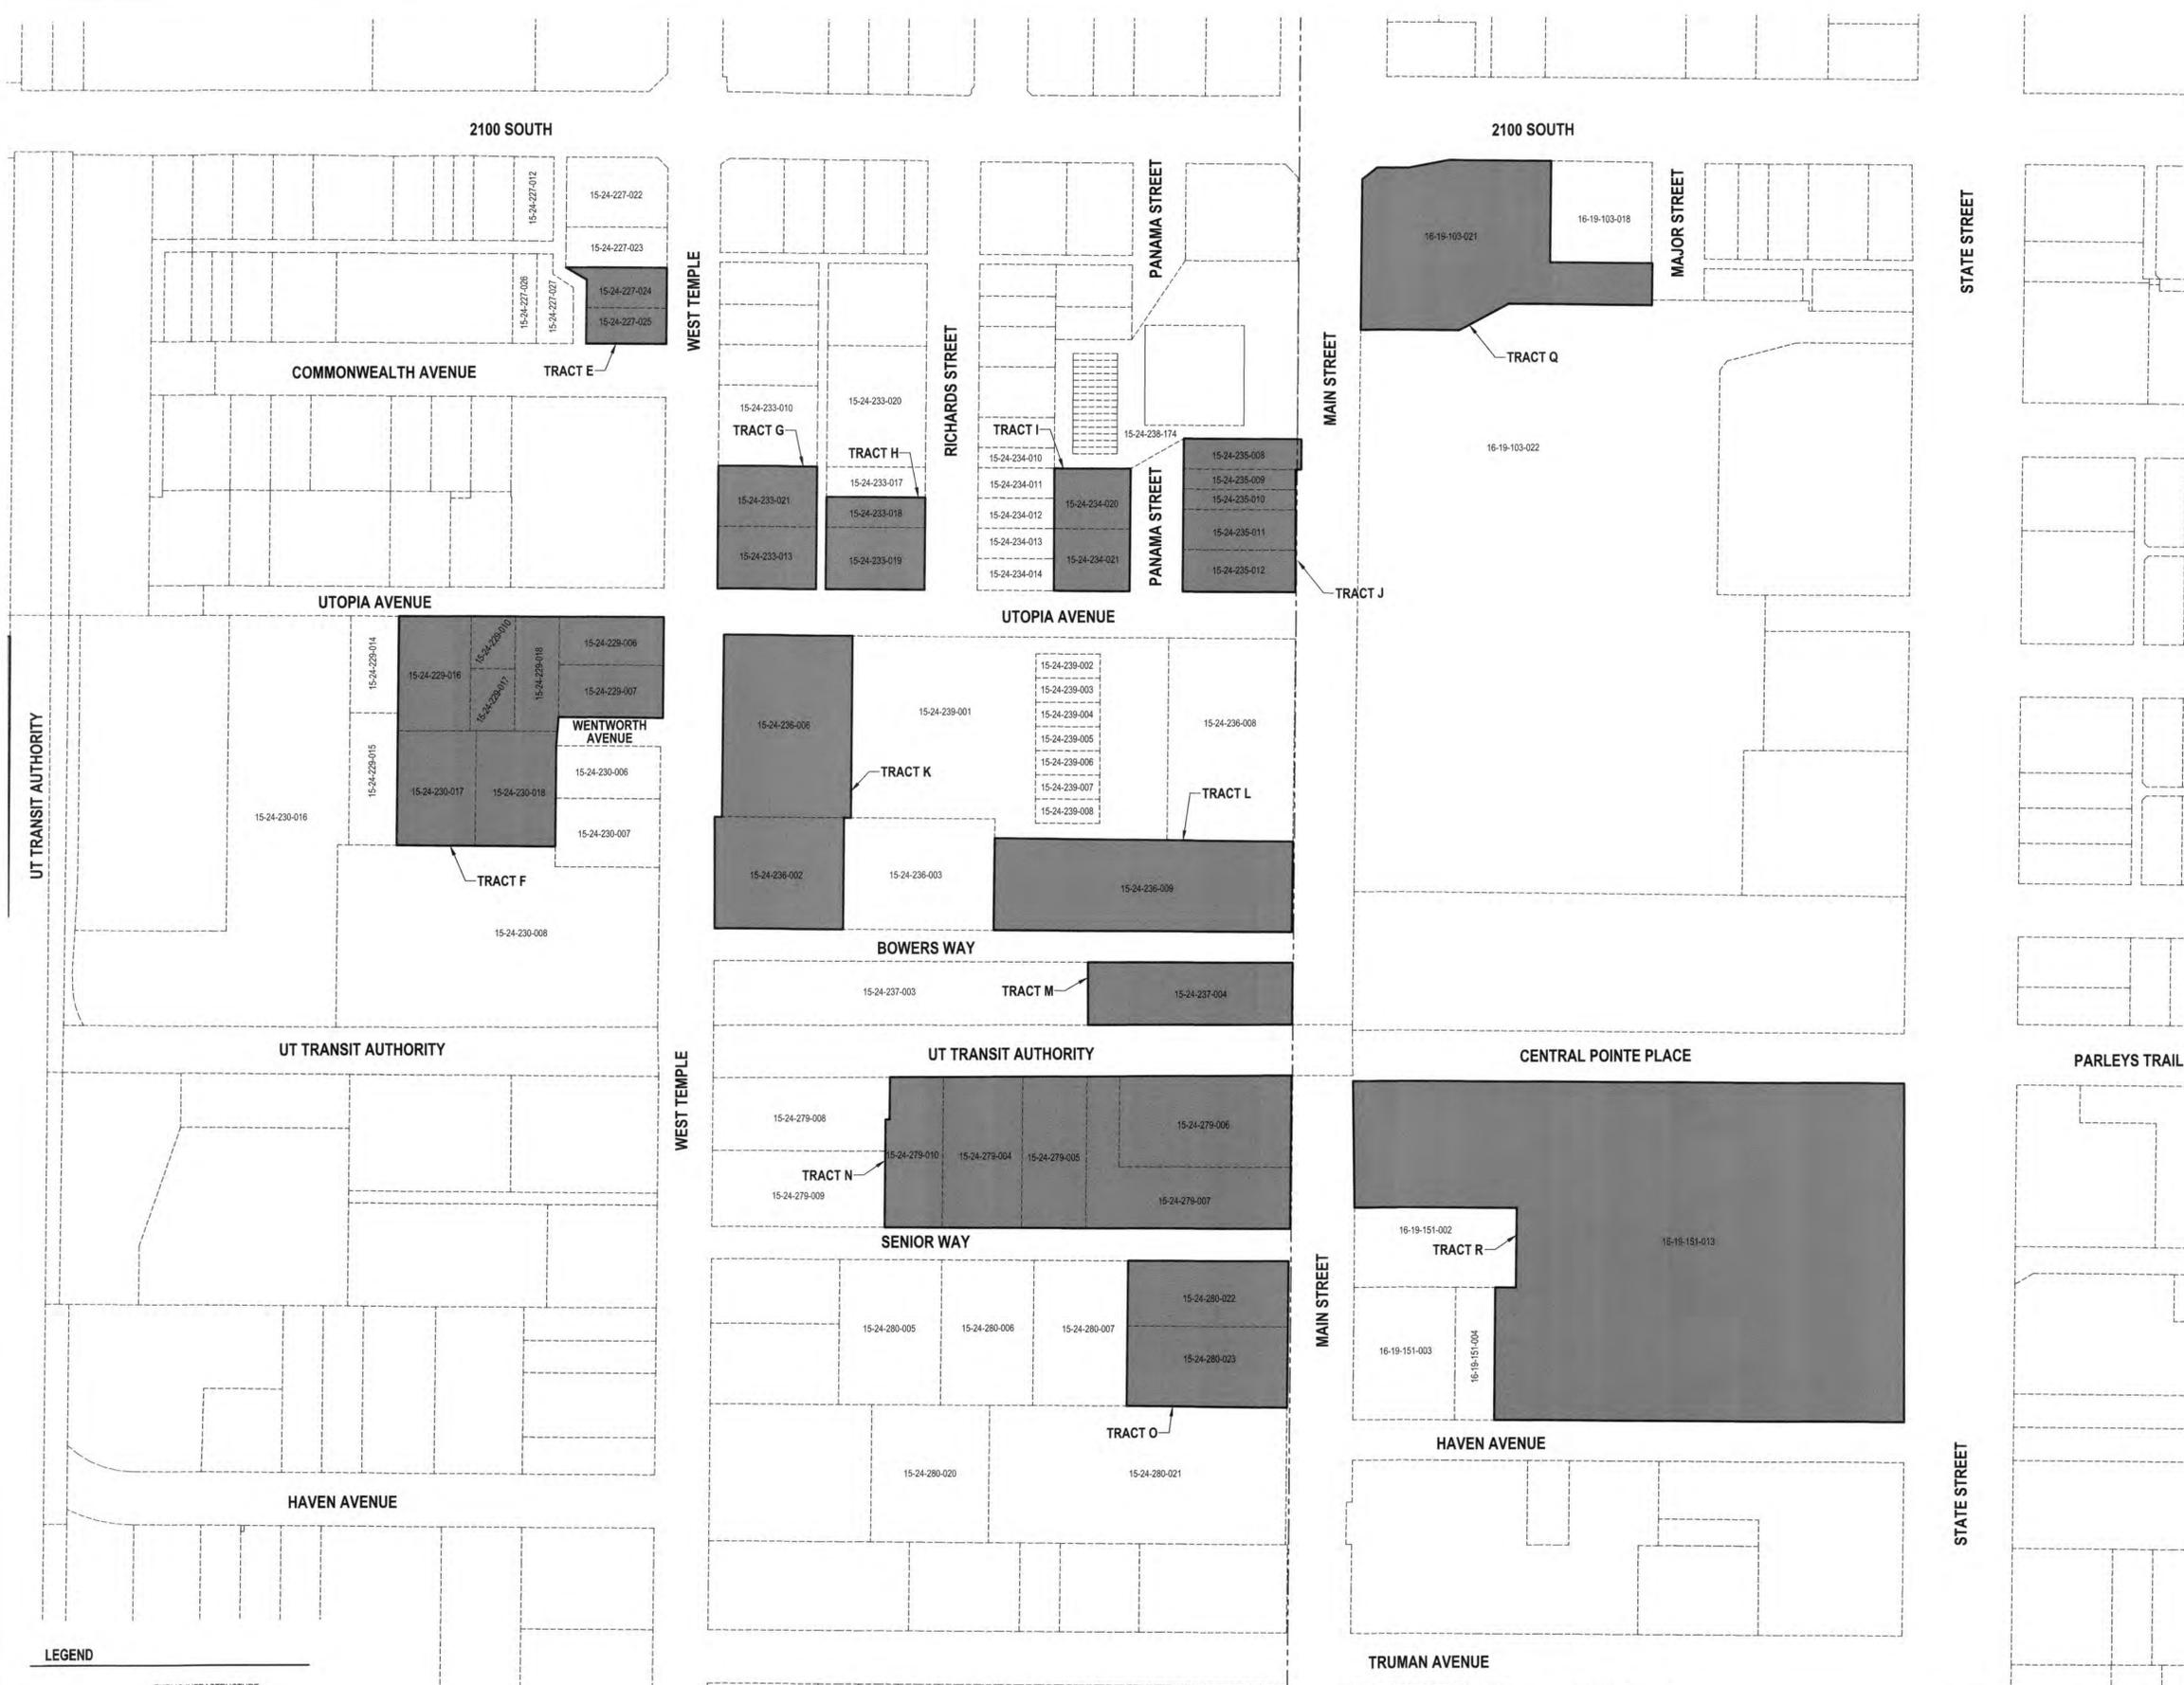 2100 SOUTH
2100 SOUTH
15-24-227-012
15-24-227-022
15-24-227-023
15-24-227-026
15-24-227-027
15-24-227-024
15-24-227-025
WEST TEMPLE
COMMONWEALTH AVENUE
TRACT E
PANAMA STREET
RICHARDS STREET
MAIN STREET
16-19-103-021
16-19-103-018
MAJOR STREET
STATE STREET
TRACT Q
16-19-103-022
15-24-233-010
TRACT G
15-24-233-020
TRACT H
15-24-233-017
15-24-233-021
15-24-233-013
15-24-233-018
15-24-233-019
TRACT I
15-24-238-174
15-24-234-010
15-24-234-011
15-24-234-012
15-24-234-013
15-24-234-014
15-24-234-020
15-24-234-021
PANAMA STREET
15-24-235-008
15-24-235-009
15-24-235-010
15-24-235-011
15-24-235-012
TRACT J
UTOPIA AVENUE
UTOPIA AVENUE
UT TRANSIT AUTHORITY
15-24-229-014
15-24-229-015
15-24-229-016
15-24-229-010
15-24-229-017
15-24-229-018
15-24-229-006
15-24-229-007
WENTWORTH
AVENUE
15-24-230-016
15-24-230-017
15-24-230-018
15-24-230-006
15-24-230-007
TRACT F
15-24-230-008
15-24-236-006
15-24-239-001
15-24-239-002
15-24-239-003
15-24-239-004
15-24-239-005
15-24-239-006
15-24-239-007
15-24-239-008
15-24-236-008
TRACT K
TRACT L
15-24-236-002
15-24-236-003
15-24-236-009
BOWERS WAY
15-24-237-003
TRACT M
15-24-237-004
UT TRANSIT AUTHORITY
UT TRANSIT AUTHORITY
CENTRAL POINTE PLACE
PARLEYS TRAIL
WEST TEMPLE
15-24-279-008
15-24-279-009
TRACT N
15-24-279-010
15-24-279-004
15-24-279-005
15-24-279-006
15-24-279-007
SENIOR WAY
16-19-151-002
TRACT R
16-19-151-013
16-19-151-003
16-19-151-004
MAIN STREET
15-24-280-005
15-24-280-006
15-24-280-007
15-24-280-022
15-24-280-023
TRACT O
15-24-280-020
15-24-280-021
HAVEN AVENUE
HAVEN AVENUE
STATE STREET
LEGEND
TRUMAN AVENUE